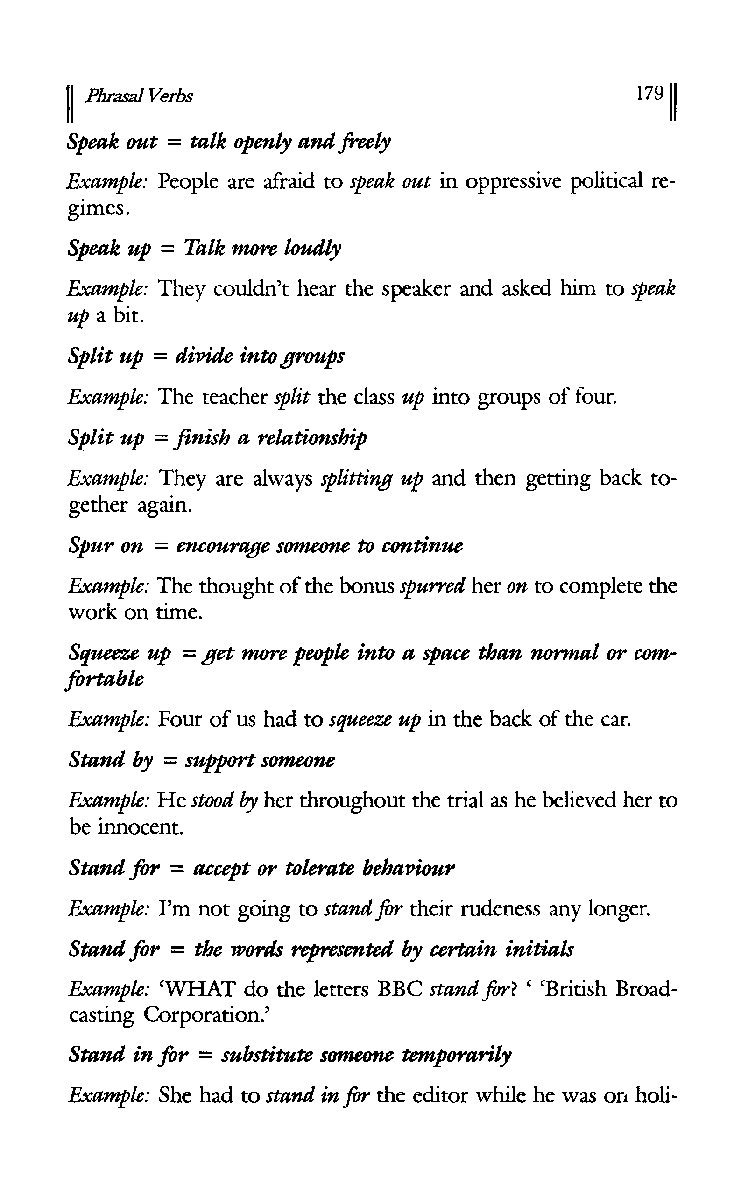 Phrasal Verbs 179
Speak out = talk openly and freely
Example: People are afraid to speak out in oppressive political re-
gimes.
Speak up = Talk more loudly
Example: They couldn't hear the speaker and asked him to speak
up a bit.
Split up = divide into groups
Example: The teacher split the class up into groups of four.
Split up = finish a relationship
Example: They are always splitting up and then getting back to-
gether again.
Spur on = encourage someone to continue
Example: The thought of the bonus spurred her on to complete the
work on time.
Squeeze up = get more people into a space than normal or com-
fortable
Example: Four of us had to squeeze up in the back of the car.
Stand by = support someone
Example: He stood by her throughout the trial as he believed her to
be innocent.
Stand for = accept or tolerate behaviour
Example: I'm not going to stand for their rudeness any longer.
Stand for = the words represented by certain initials
Example: 'WHAT do the letters BBC stand for? ' 'British Broad-
casting Corporation.'
Stand in for = substitute someone temporarily
Example: She had to stand in for the editor while he was on holi-